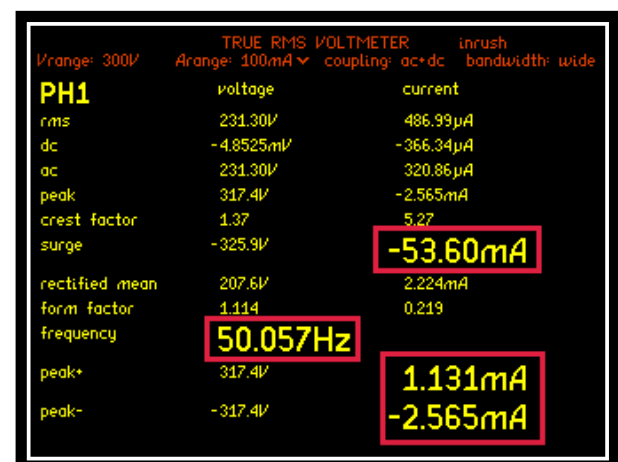 TRUE RMS VOLTMETER inrush
Vrange: 300V Arange: 100mA coupling: ac+dc bandwidth: wide
PH1 voltage current
rms 231.30V 486.99µA
dc -4.8525mV -366.34µA
ac 231.30V 320.86µA
peak 317.4V -2.565mA
crest factor 1.37 5.27
surge -325.9V -53.60mA
rectified mean 207.6V 2.224mA
form factor 1.114 0.219
frequency 50.057Hz
peak+ 317.4V 1.131mA
peak- -317.4V -2.565mA